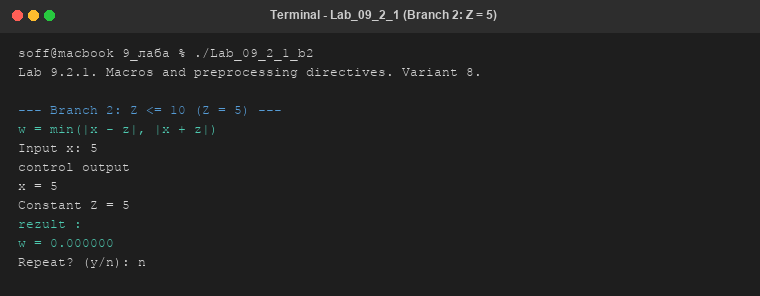 Terminal - Lab_09_2_1 (Branch 2: Z = 5)
soff@macbook 9_лаба % ./Lab_09_2_1_b2
Lab 9.2.1. Macros and preprocessing directives. Variant 8.
--- Branch 2: Z <= 10 (Z = 5) ---
w = min(|x - z|, |x + z|)
Input x: 5
control output
x = 5
Constant Z = 5
rezult :
w = 0.000000
Repeat? (y/n): n